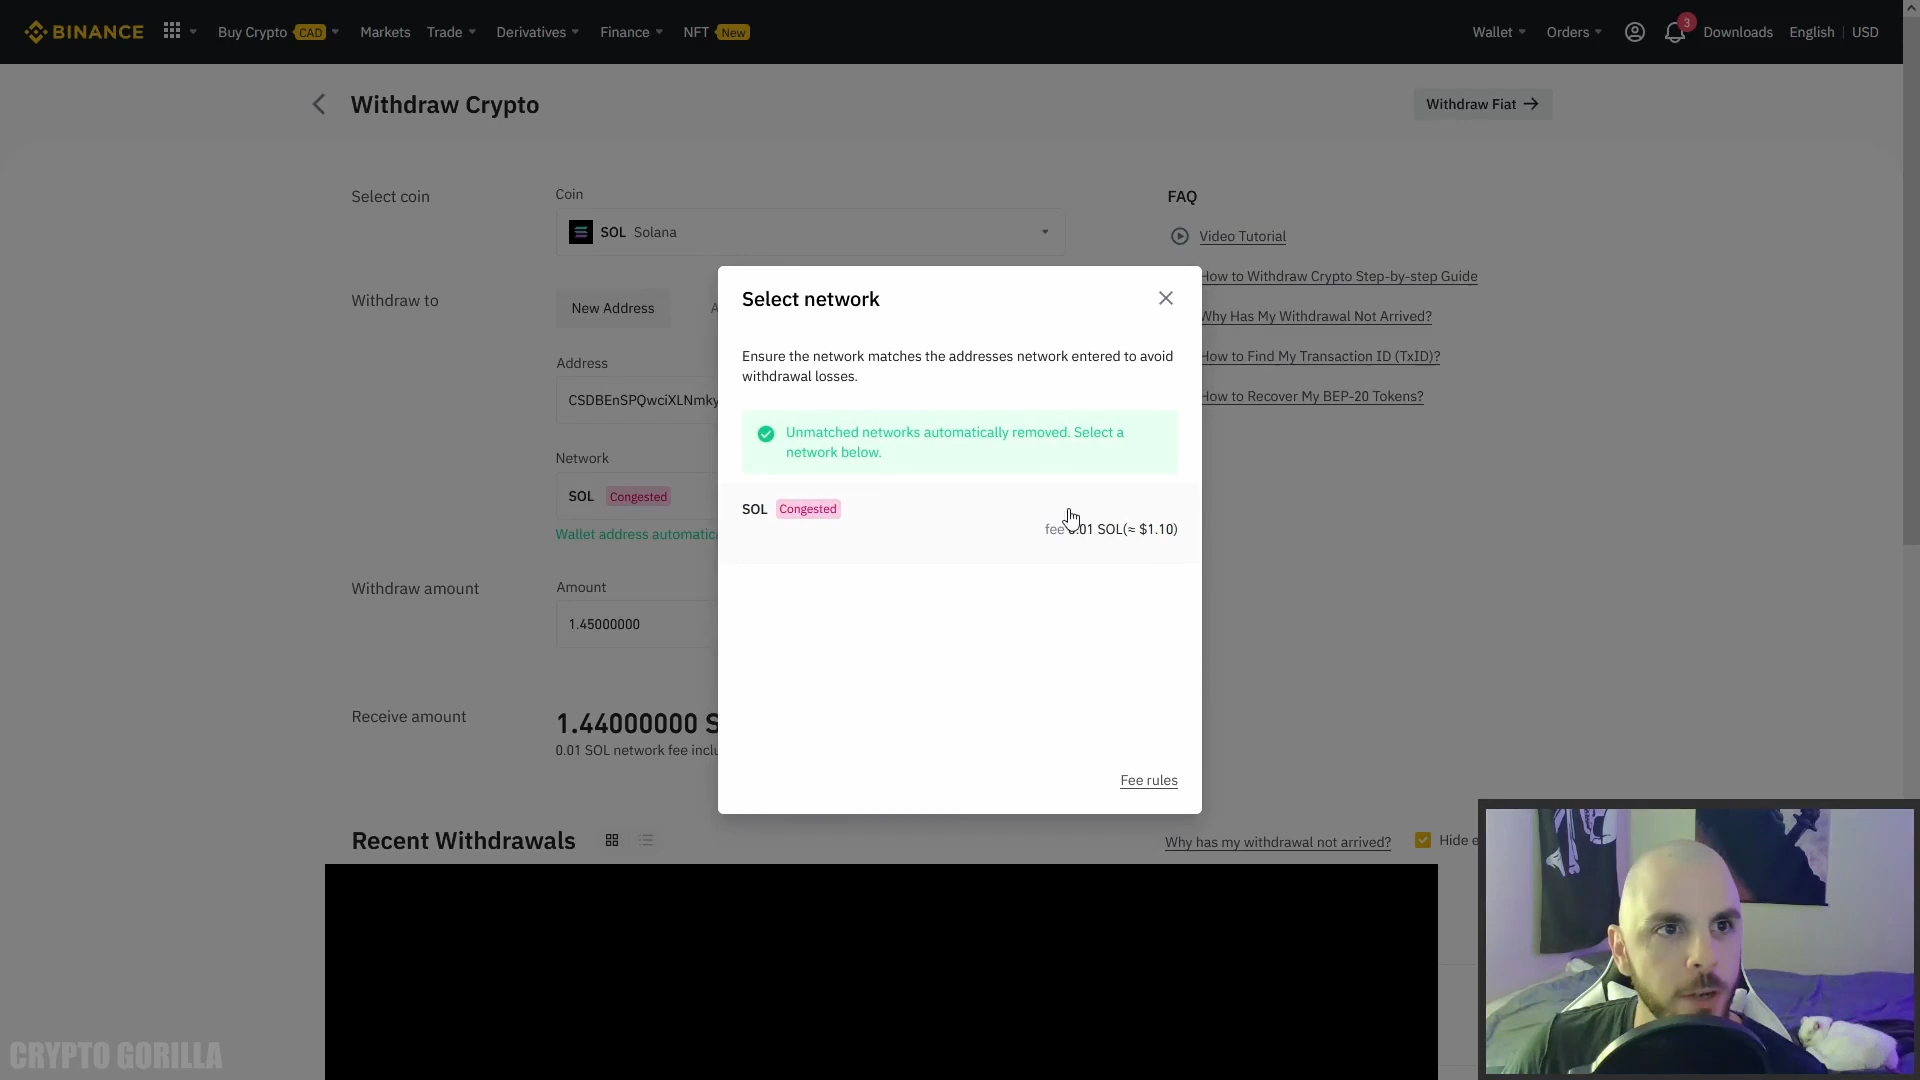 BINANCE
Buy Crypto CAD
Markets
Trade
Derivatives
Finance
NFT New
Wallet
Orders
3
Downloads
English
USD
Withdraw Crypto
Withdraw Fiat
Select coin
Coin
SOL Solana
FAQ
Video Tutorial
How to Withdraw Crypto Step-by-step Guide
Why Has My Withdrawal Not Arrived?
How to Find My Transaction ID (TxID)?
How to Recover My BEP-20 Tokens?
Withdraw to
New Address
A
Address
CSDBEnSPQwciXLNmky
Network
SOL Congested
Wallet address automatica
Withdraw amount
Amount
1.45000000
Receive amount
1.44000000 S
0.01 SOL network fee inclu
Select network
Ensure the network matches the addresses network entered to avoid
withdrawal losses.
Unmatched networks automatically removed. Select a
network below.
SOL Congested
fee 0.01 SOL(≈ $1.10)
Fee rules
Recent Withdrawals
Why has my withdrawal not arrived?
Hide e
CRYPTO GORILLA